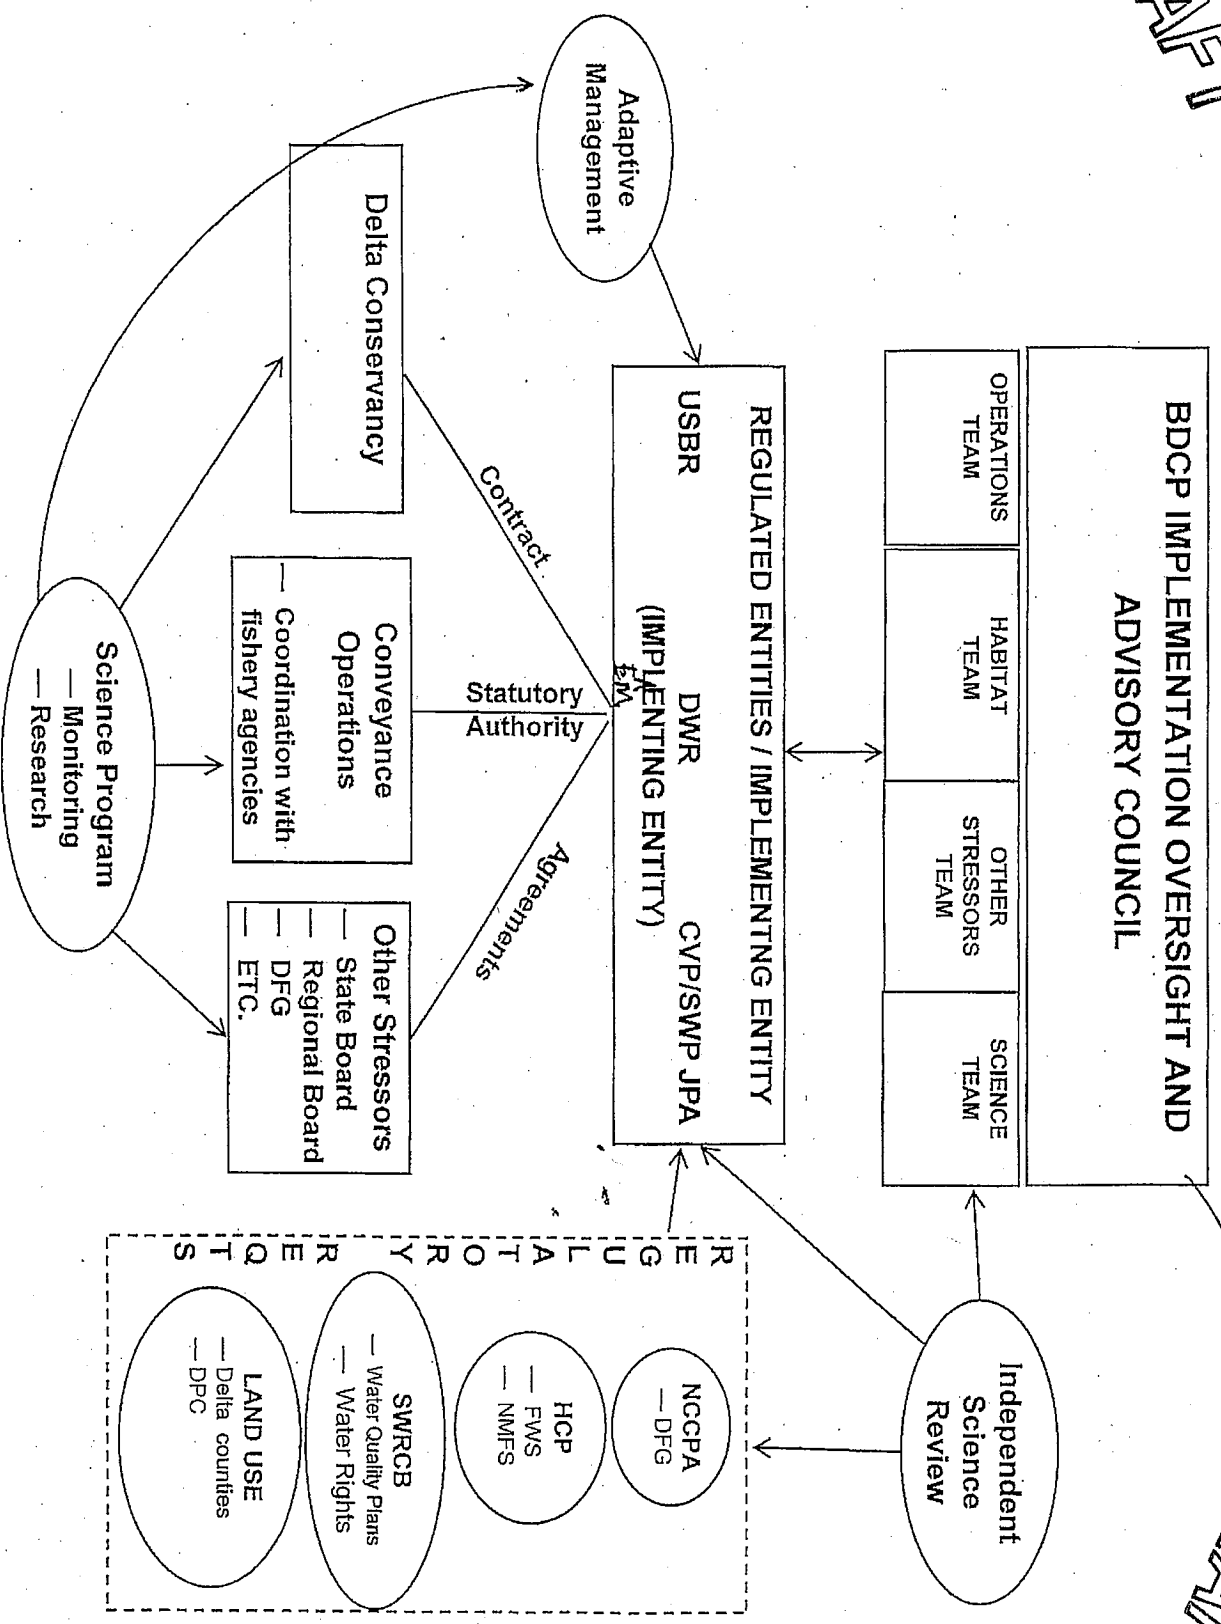 AFT
BDCP IMPLEMENTATION OVERSIGHT AND
ADVISORY COUNCIL
OPERATIONS
TEAM
HABITAT
TEAM
OTHER
STRESSORS
TEAM
SCIENCE
TEAM
Independent
Science
Review
Adaptive
Management
REGULATED ENTITIES / IMPLEMENTNG ENTITY
USBR
DWR
CVP/SWP JPA
(IMPLENTING ENTITY)
Contract
Statutory
Authority
Agreements
Delta Conservancy
Conveyance
Operations
— Coordination with
fishery agencies
Other Stressors
— State Board
— Regional Board
— DFG
— ETC.
Science Program
— Monitoring
— Research
REGULATORY REQTS
NCCPA
— DFG
HCP
— FWS
— NMFS
SWRCB
— Water Quality Plans
— Water Rights
LAND USE
— Delta counties
— DPC